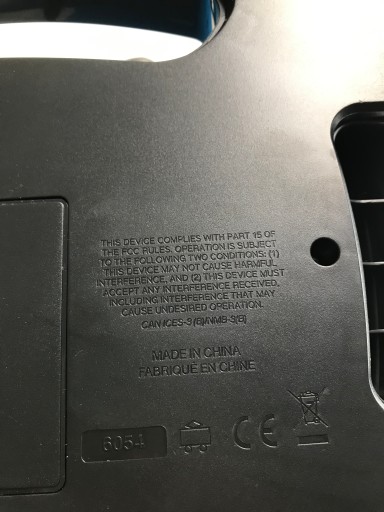 THIS DEVICE COMPLIES WITH PART 15 OF
THE FCC RULES. OPERATION IS SUBJECT
TO THE FOLLOWING TWO CONDITIONS: (1)
THIS DEVICE MAY NOT CAUSE HARMFUL
INTERFERENCE, AND (2) THIS DEVICE MUST
ACCEPT ANY INTERFERENCE RECEIVED,
INCLUDING INTERFERENCE THAT MAY
CAUSE UNDESIRED OPERATION.
CAN ICES-3 (B)/NMB-3(B)
MADE IN CHINA
FABRIQUE EN CHINE
6054
CE